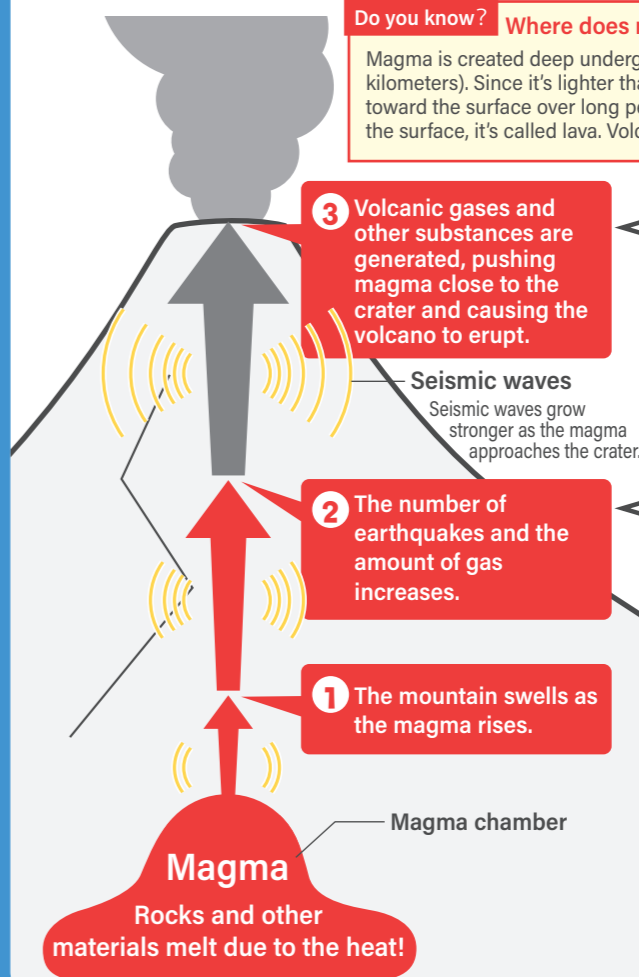 Do you know?
Where does
Magma is created deep underg
kilometers). Since it's lighter tha
toward the surface over long pe
the surface, it's called lava. Volc
3 Volcanic gases and
other substances are
generated, pushing
magma close to the
crater and causing the
volcano to erupt.
Seismic waves
Seismic waves grow
stronger as the magma
approaches the crater.
2 The number of
earthquakes and the
amount of gas
increases.
1 The mountain swells as
the magma rises.
Magma chamber
Magma
Rocks and other
materials melt due to the heat!